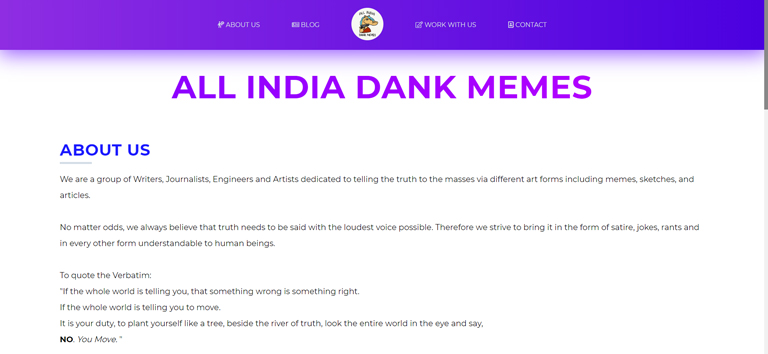 ABOUT US
BLOG
ALL INDIA
DANK MEMES
WORK WITH US
CONTACT
ALL INDIA DANK MEMES
ABOUT US
We are a group of Writers, Journalists, Engineers and Artists dedicated to telling the truth to the masses via different art forms including memes, sketches, and
articles.
No matter odds, we always believe that truth needs to be said with the loudest voice possible. Therefore we strive to bring it in the form of satire, jokes, rants and
in every other form understandable to human beings.
To quote the Verbatim:
"If the whole world is telling you, that something wrong is something right.
If the whole world is telling you to move.
It is your duty, to plant yourself like a tree, beside the river of truth, look the entire world in the eye and say,
NO. You Move. "